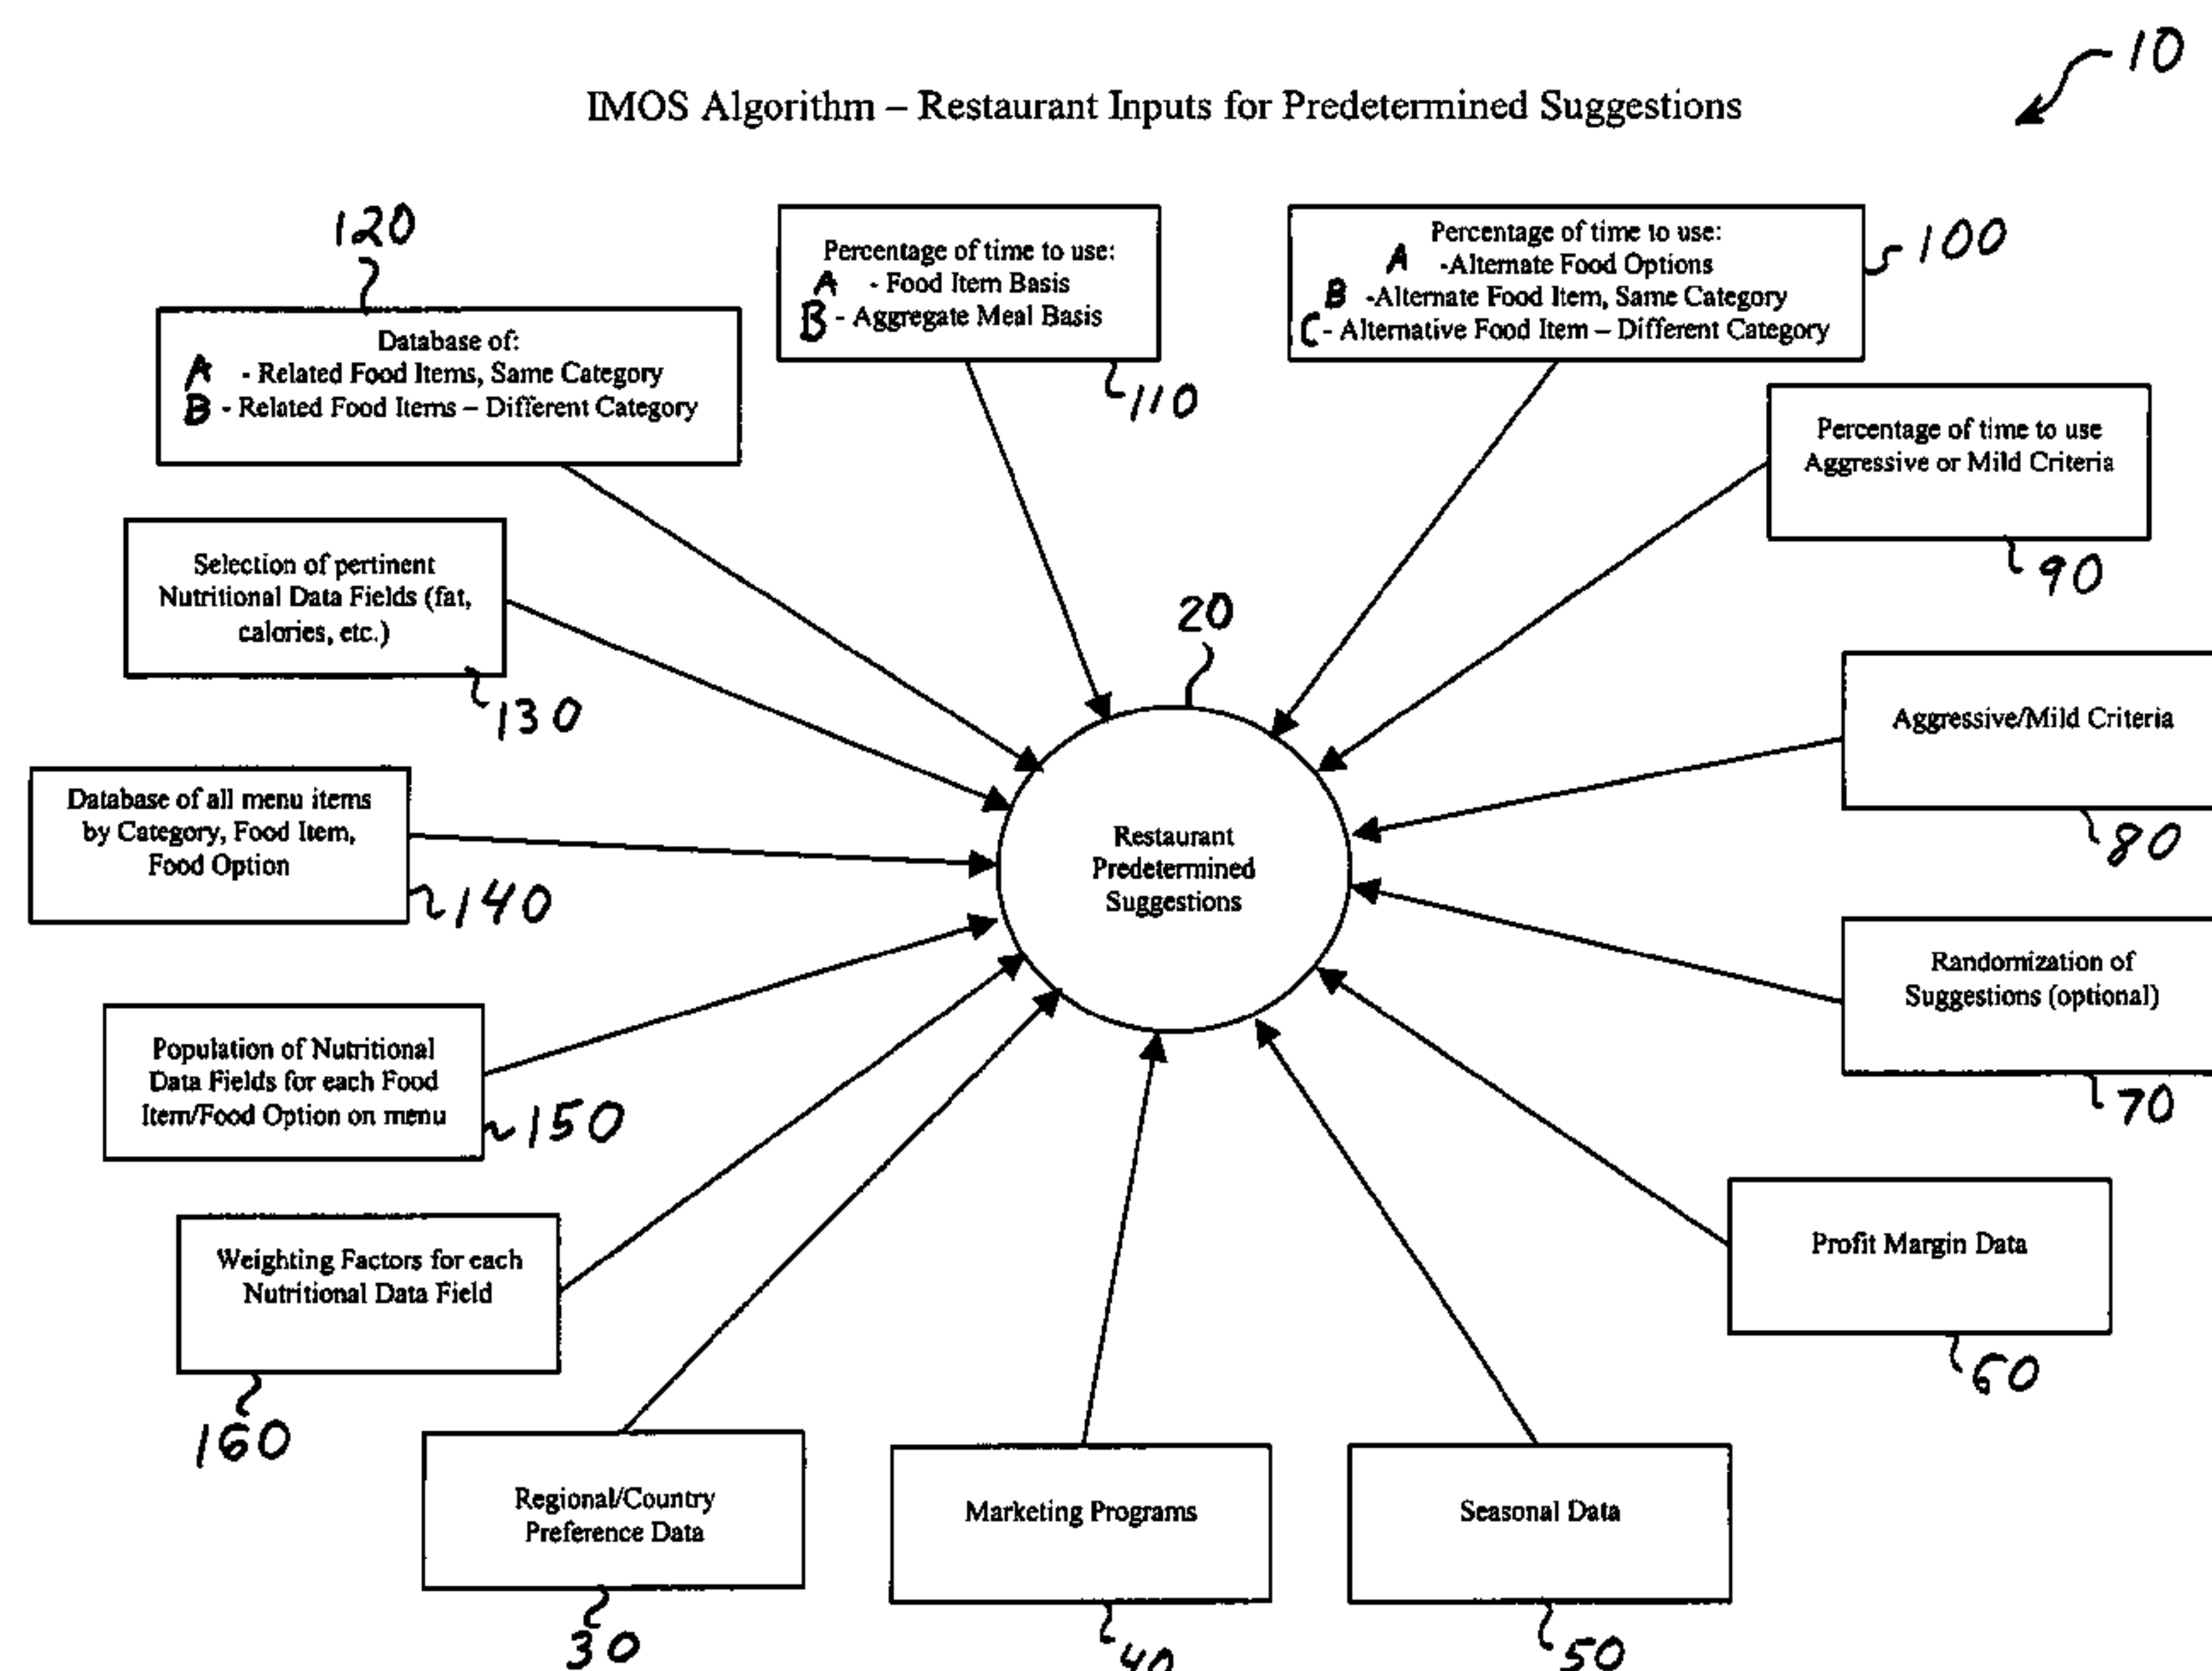 10
IMOS Algorithm – Restaurant Inputs for Predetermined Suggestions
120
Database of:
A - Related Food Items, Same Category
B - Related Food Items – Different Category
Percentage of time to use:
A - Food Item Basis
B - Aggregate Meal Basis
110
Percentage of time to use:
A -Alternate Food Options
B -Alternate Food Item, Same Category
C - Alternative Food Item – Different Category
100
Percentage of time to use
Aggressive or Mild Criteria
90
Selection of pertinent
Nutritional Data Fields (fat,
calories, etc.)
130
20
Restaurant
Predetermined
Suggestions
Aggressive/Mild Criteria
80
Database of all menu items
by Category, Food Item,
Food Option
140
Randomization of
Suggestions (optional)
70
Population of Nutritional
Data Fields for each Food
Item/Food Option on menu
150
Profit Margin Data
60
Weighting Factors for each
Nutritional Data Field
160
Regional/Country
Preference Data
30
Marketing Programs
40
Seasonal Data
50